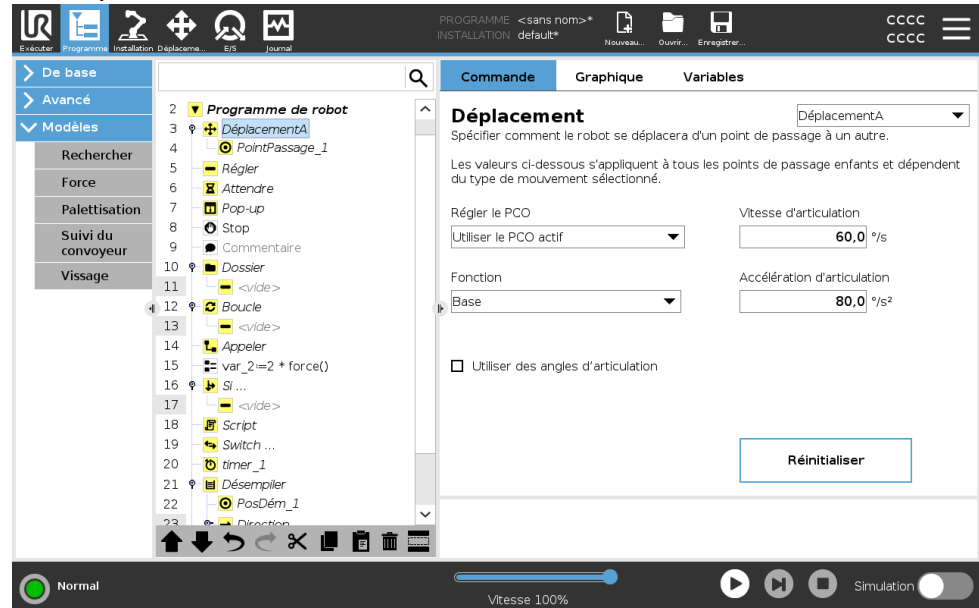 PROGRAMME <sans nom>*
INSTALLATION default*
CCCC
CCCC
Exécuter
Programme
Installation
Déplaceme...
E/S
Journal
Nouveau...
Ouvrir...
Enregistrer...
De base
Avancé
Modèles
Rechercher
Force
Palettisation
Suivi du
convoyeur
Vissage
2 Programme de robot
3 DéplacementA
4 PointPassage_1
5 Régler
6 Attendre
7 Pop-up
8 Stop
9 Commentaire
10 Dossier
11 <vide>
12 Boucle
13 <vide>
14 Appeler
15 var_2:=2 * force()
16 Si ...
17 <vide>
18 Script
19 Switch ...
20 timer_1
21 Désempiler
22 PosDém_1
23 Direction
Commande
Graphique
Variables
Déplacement
DéplacementA
Spécifier comment le robot se déplacera d'un point de passage à un autre.
Les valeurs ci-dessous s'appliquent à tous les points de passage enfants et dépendent
du type de mouvement sélectionné.
Régler le PCO
Vitesse d'articulation
Utiliser le PCO actif
60,0 °/s
Fonction
Accélération d'articulation
Base
80,0 °/s²
Utiliser des angles d'articulation
Réinitialiser
Normal
Vitesse 100%
Simulation